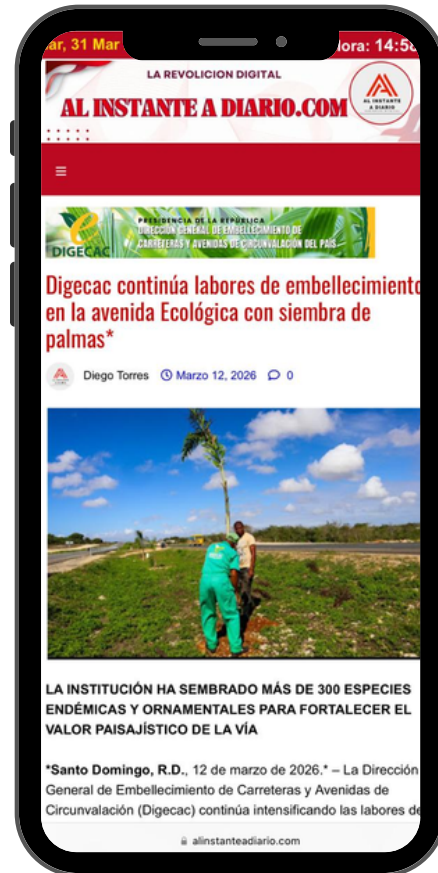 ar, 31 Mar
Hora: 14:58
LA REVOLICION DIGITAL
AL INSTANTE A DIARIO.COM
AL INSTANTE
A DIARIO
DIGECAC
PRESIDENCIA DE LA REPÚBLICA
DIRECCIÓN GENERAL DE EMBELLECIMIENTO DE
CARRETERAS Y AVENIDAS DE CIRCUNVALACIÓN DEL PAÍS
Digecac continúa labores de embellecimiento
en la avenida Ecológica con siembra de
palmas*
Diego Torres Marzo 12, 2026 0
LA INSTITUCIÓN HA SEMBRADO MÁS DE 300 ESPECIES
ENDÉMICAS Y ORNAMENTALES PARA FORTALECER EL
VALOR PAISAJÍSTICO DE LA VÍA
*Santo Domingo, R.D., 12 de marzo de 2026.* – La Dirección
General de Embellecimiento de Carreteras y Avenidas de
Circunvalación (Digecac) continúa intensificando las labores de
alinstanteadiario.com